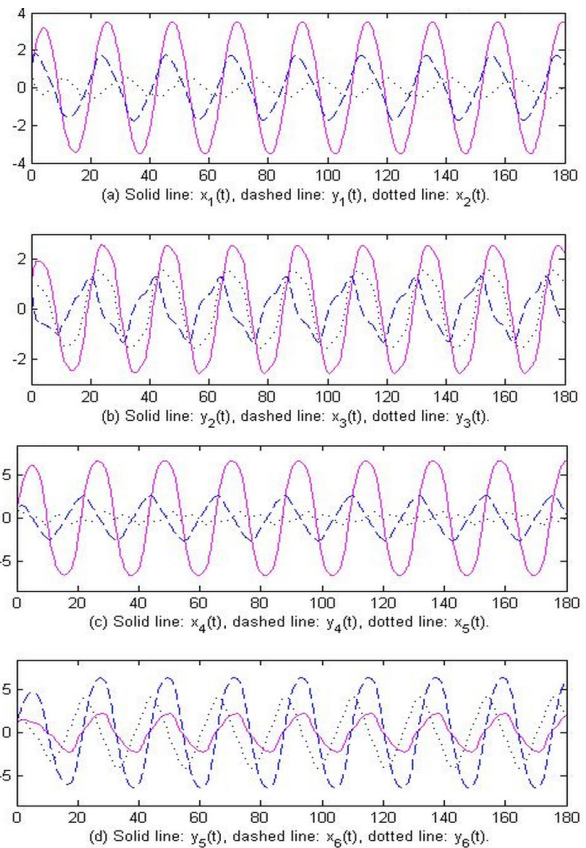 4
2
0
-2
-4
0 20 40 60 80 100 120 140 160 180
(a) Solid line: x1(t), dashed line: y1(t), dotted line: x2(t).
2
0
-2
0 20 40 60 80 100 120 140 160 180
(b) Solid line: y2(t), dashed line: x3(t), dotted line: y3(t).
5
0
-5
0 20 40 60 80 100 120 140 160 180
(c) Solid line: x4(t), dashed line: y4(t), dotted line: x5(t).
5
0
-5
0 20 40 60 80 100 120 140 160 180
(d) Solid line: y5(t), dashed line: x6(t), dotted line: y6(t).